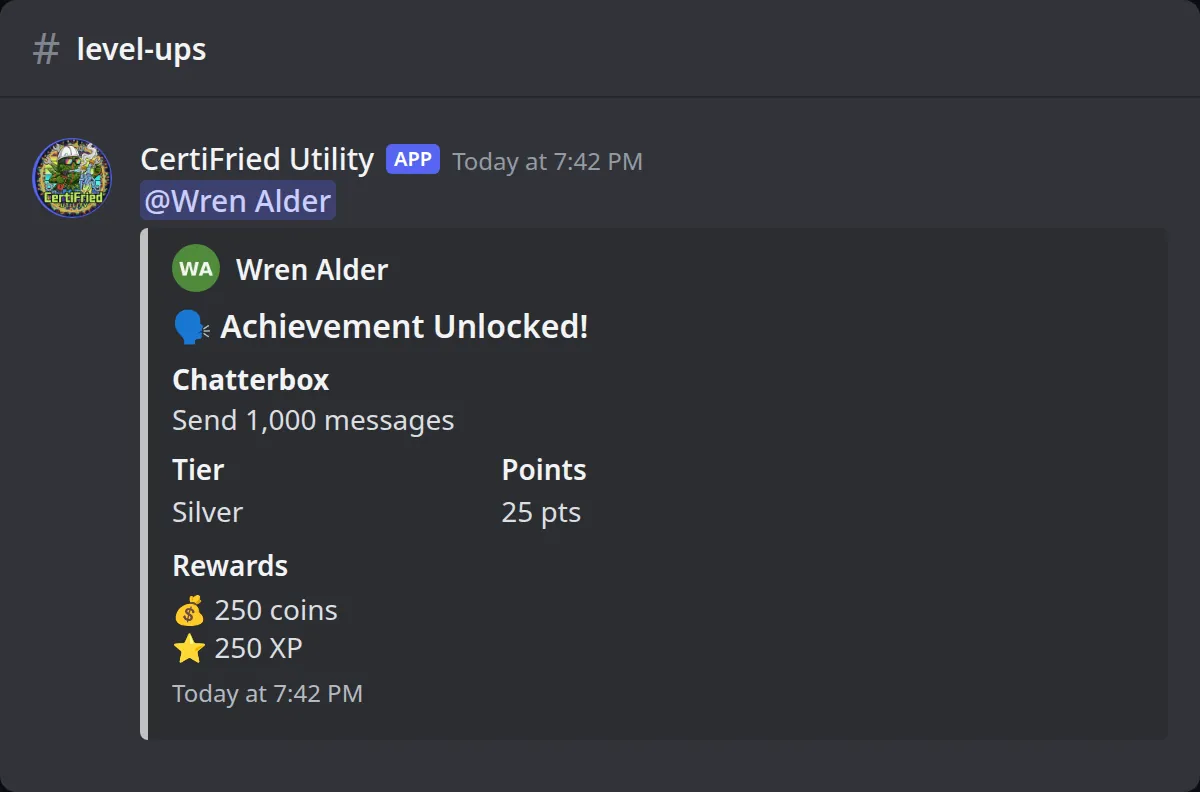 # level-ups
CertiFried
CertiFried Utility APP Today at 7:42 PM
@Wren Alder
WA Wren Alder
🗣️ Achievement Unlocked!
Chatterbox
Send 1,000 messages
Tier Points
Silver 25 pts
Rewards
💰 250 coins
⭐ 250 XP
Today at 7:42 PM